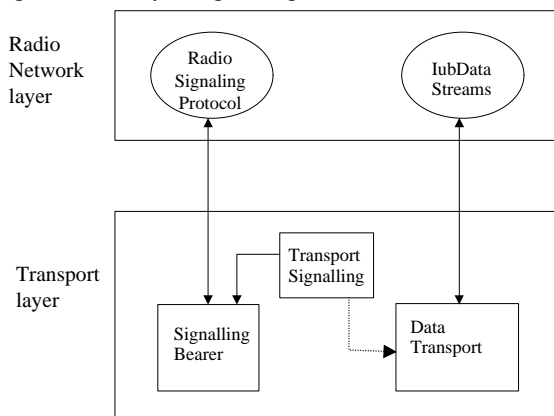 Radio
Network
layer
Radio
Signaling
Protocol
IubData
Streams
Transport
layer
Transport
Signalling
Signalling
Bearer
Data
Transport